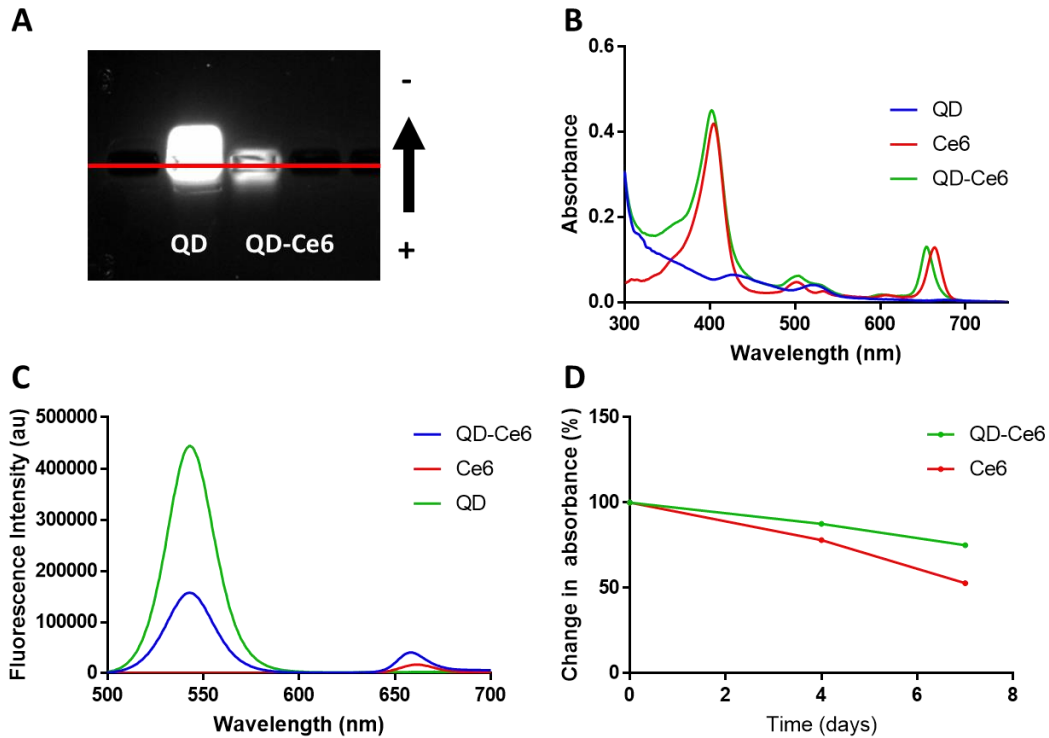 A
-
QD
QD-Ce6
+
B
0.6
0.4
0.2
0.0
Absorbance
300
400
500
600
700
Wavelength (nm)
QD
Ce6
QD-Ce6
C
500000
400000
300000
200000
100000
0
Fluorescence Intensity (au)
500
550
600
650
700
Wavelength (nm)
QD-Ce6
Ce6
QD
D
150
100
50
0
Change in absorbance (%)
0
2
4
6
8
Time (days)
QD-Ce6
Ce6